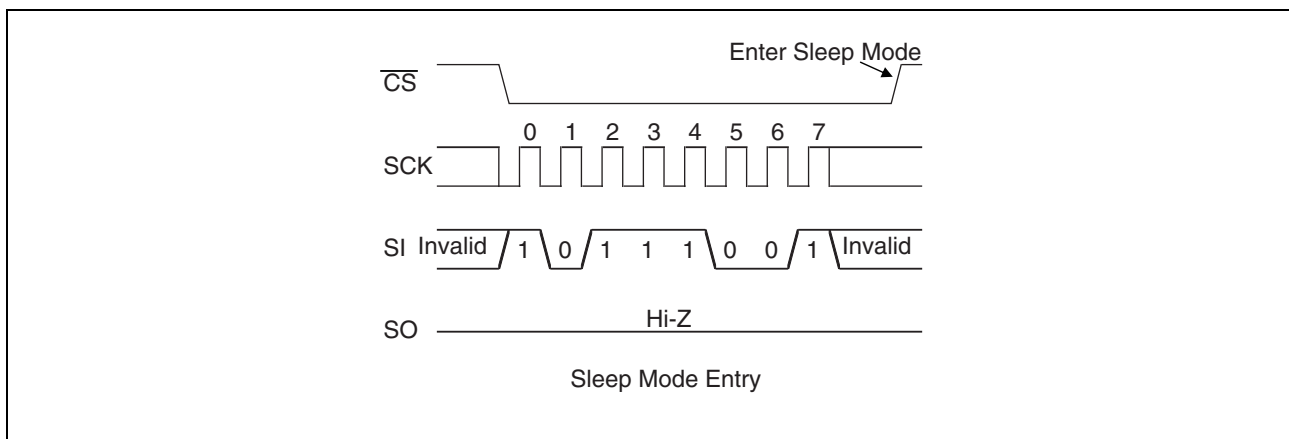 Enter Sleep Mode
CS
0 1 2 3 4 5 6 7
SCK
SI Invalid 1 0 1 1 1 0 0 1 Invalid
Hi-Z
SO
Sleep Mode Entry